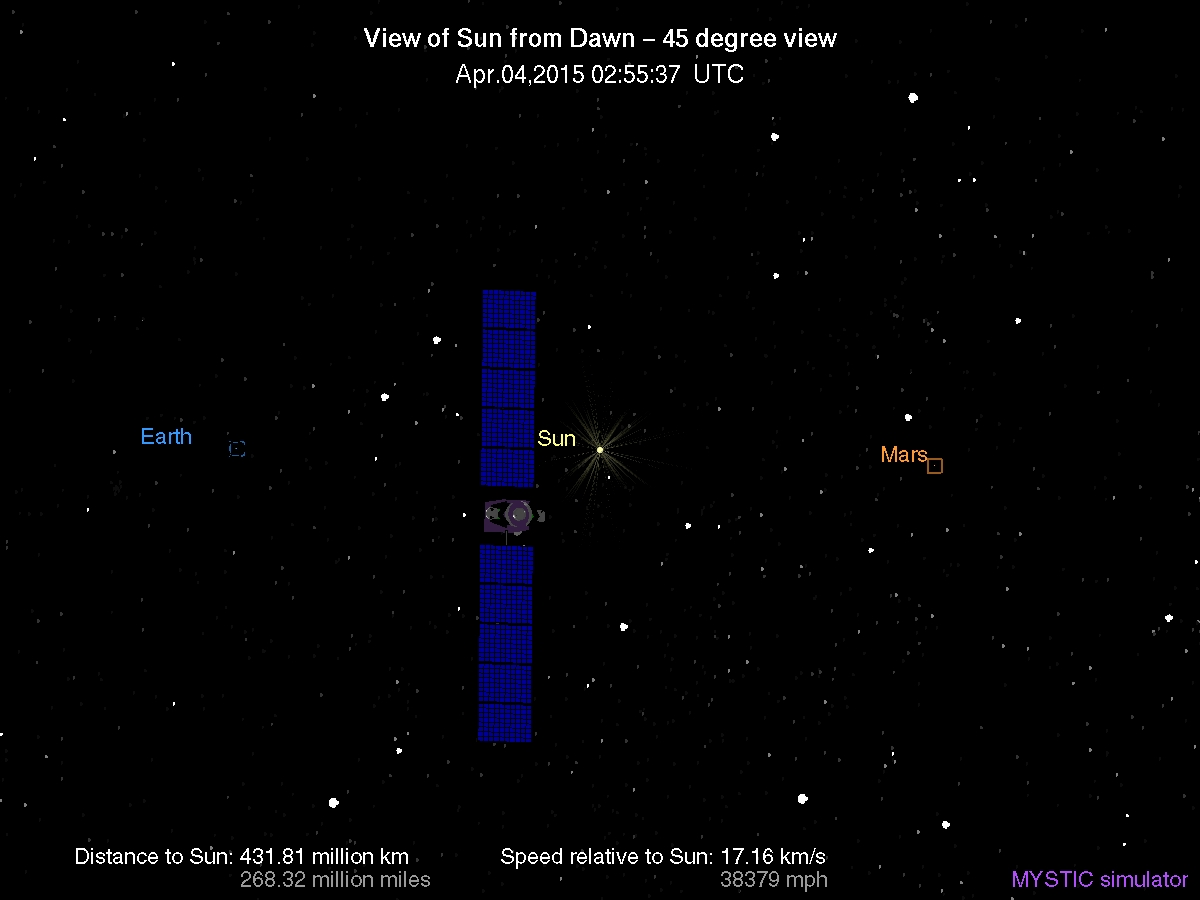 View of Sun from Dawn – 45 degree view
Apr.04,2015 02:55:37 UTC
Earth
Sun
Mars
Distance to Sun: 431.81 million km
268.32 million miles
Speed relative to Sun: 17.16 km/s
38379 mph
MYSTIC simulator